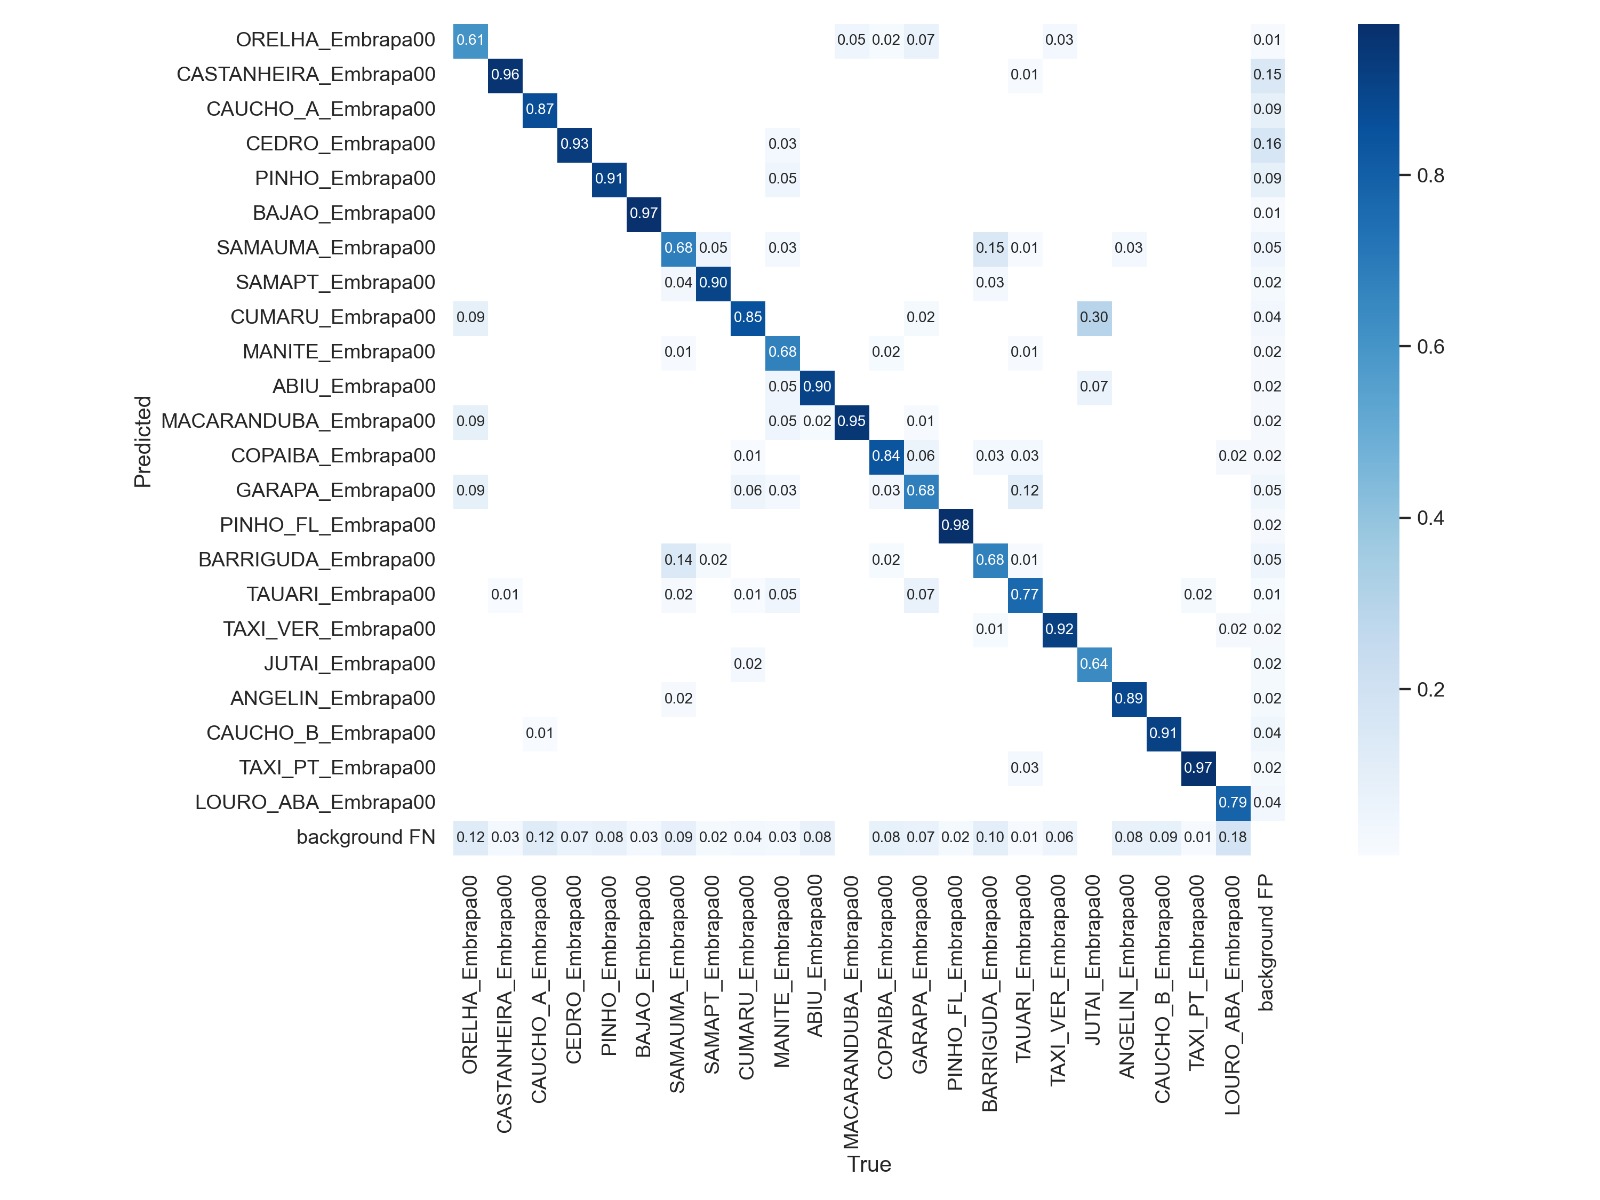 ORELHA_Embrapa00 0.61 0.05 0.02 0.07 0.03 0.01
CASTANHEIRA_Embrapa00 0.96 0.01 0.15
CAUCHO_A_Embrapa00 0.87 0.09
CEDRO_Embrapa00 0.93 0.03 0.16
PINHO_Embrapa00 0.91 0.05 0.09
0.8
BAJAO_Embrapa00 0.97 0.01
SAMAUMA_Embrapa00 0.68 0.05 0.03 0.15 0.01 0.03 0.05
SAMAPT_Embrapa00 0.04 0.90 0.03 0.02
CUMARU_Embrapa00 0.09 0.85 0.02 0.30 0.04
0.6
MANITE_Embrapa00 0.01 0.68 0.02 0.01 0.02
ABIU_Embrapa00 0.05 0.90 0.07 0.02
MACARANDUBA_Embrapa00 0.09 0.05 0.02 0.95 0.01 0.02
Predicted
COPAIBA_Embrapa00 0.01 0.84 0.06 0.03 0.03 0.02 0.02
GARAPA_Embrapa00 0.09 0.06 0.03 0.03 0.68 0.12 0.05
0.4
PINHO_FL_Embrapa00 0.98 0.02
BARRIGUDA_Embrapa00 0.14 0.02 0.02 0.68 0.01 0.05
TAUARI_Embrapa00 0.01 0.02 0.01 0.05 0.07 0.77 0.02 0.01
TAXI_VER_Embrapa00 0.01 0.92 0.02 0.02
JUTAI_Embrapa00 0.02 0.64 0.02
0.2
ANGELIN_Embrapa00 0.02 0.89 0.02
CAUCHO_B_Embrapa00 0.01 0.91 0.04
TAXI_PT_Embrapa00 0.03 0.97 0.02
LOURO_ABA_Embrapa00 0.79 0.04
background FN 0.12 0.03 0.12 0.07 0.08 0.03 0.09 0.02 0.04 0.03 0.08 0.08 0.07 0.02 0.10 0.01 0.06 0.08 0.09 0.01 0.18
ORELHA_Embrapa00
CASTANHEIRA_Embrapa00
CAUCHO_A_Embrapa00
CEDRO_Embrapa00
PINHO_Embrapa00
BAJAO_Embrapa00
SAMAUMA_Embrapa00
SAMAPT_Embrapa00
CUMARU_Embrapa00
MANITE_Embrapa00
ABIU_Embrapa00
MACARANDUBA_Embrapa00
COPAIBA_Embrapa00
GARAPA_Embrapa00
PINHO_FL_Embrapa00
BARRIGUDA_Embrapa00
TAUARI_Embrapa00
TAXI_VER_Embrapa00
JUTAI_Embrapa00
ANGELIN_Embrapa00
CAUCHO_B_Embrapa00
TAXI_PT_Embrapa00
LOURO_ABA_Embrapa00
background FP
True